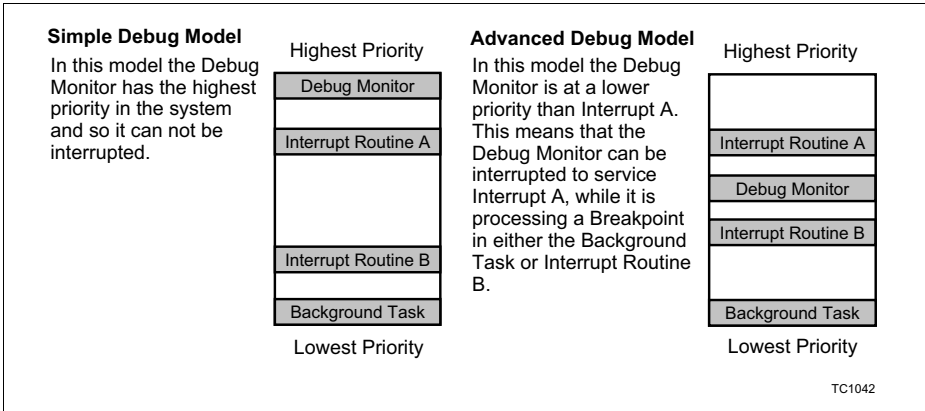 Simple Debug Model
In this model the Debug
Monitor has the highest
priority in the system
and so it can not be
interrupted.
Highest Priority
Debug Monitor
Interrupt Routine A
Interrupt Routine B
Background Task
Lowest Priority
Advanced Debug Model
In this model the Debug
Monitor is at a lower
priority than Interrupt A.
This means that the
Debug Monitor can be
interrupted to service
Interrupt A, while it is
processing a Breakpoint
in either the Background
Task or Interrupt Routine
B.
Highest Priority
Interrupt Routine A
Debug Monitor
Interrupt Routine B
Background Task
Lowest Priority
TC1042